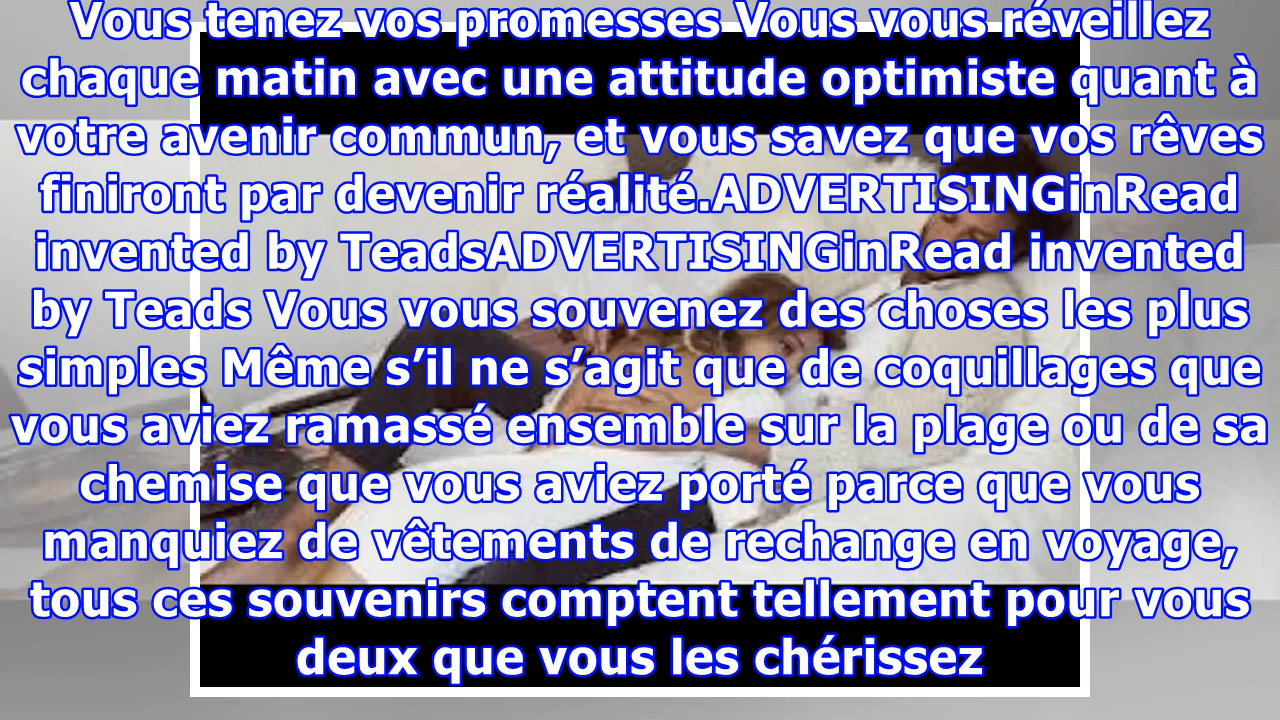 Vous tenez vos promesses Vous vous réveillez
chaque matin avec une attitude optimiste quant à
votre avenir commun, et vous savez que vos rêves
finiront par devenir réalité.ADVERTISINGinRead
invented by TeadsADVERTISINGinRead invented
by Teads Vous vous souvenez des choses les plus
simples Même s’il ne s’agit que de coquillages que
vous aviez ramassé ensemble sur la plage ou de sa
chemise que vous aviez porté parce que vous
manquiez de vêtements de rechange en voyage,
tous ces souvenirs comptent tellement pour vous
deux que vous les chérissez